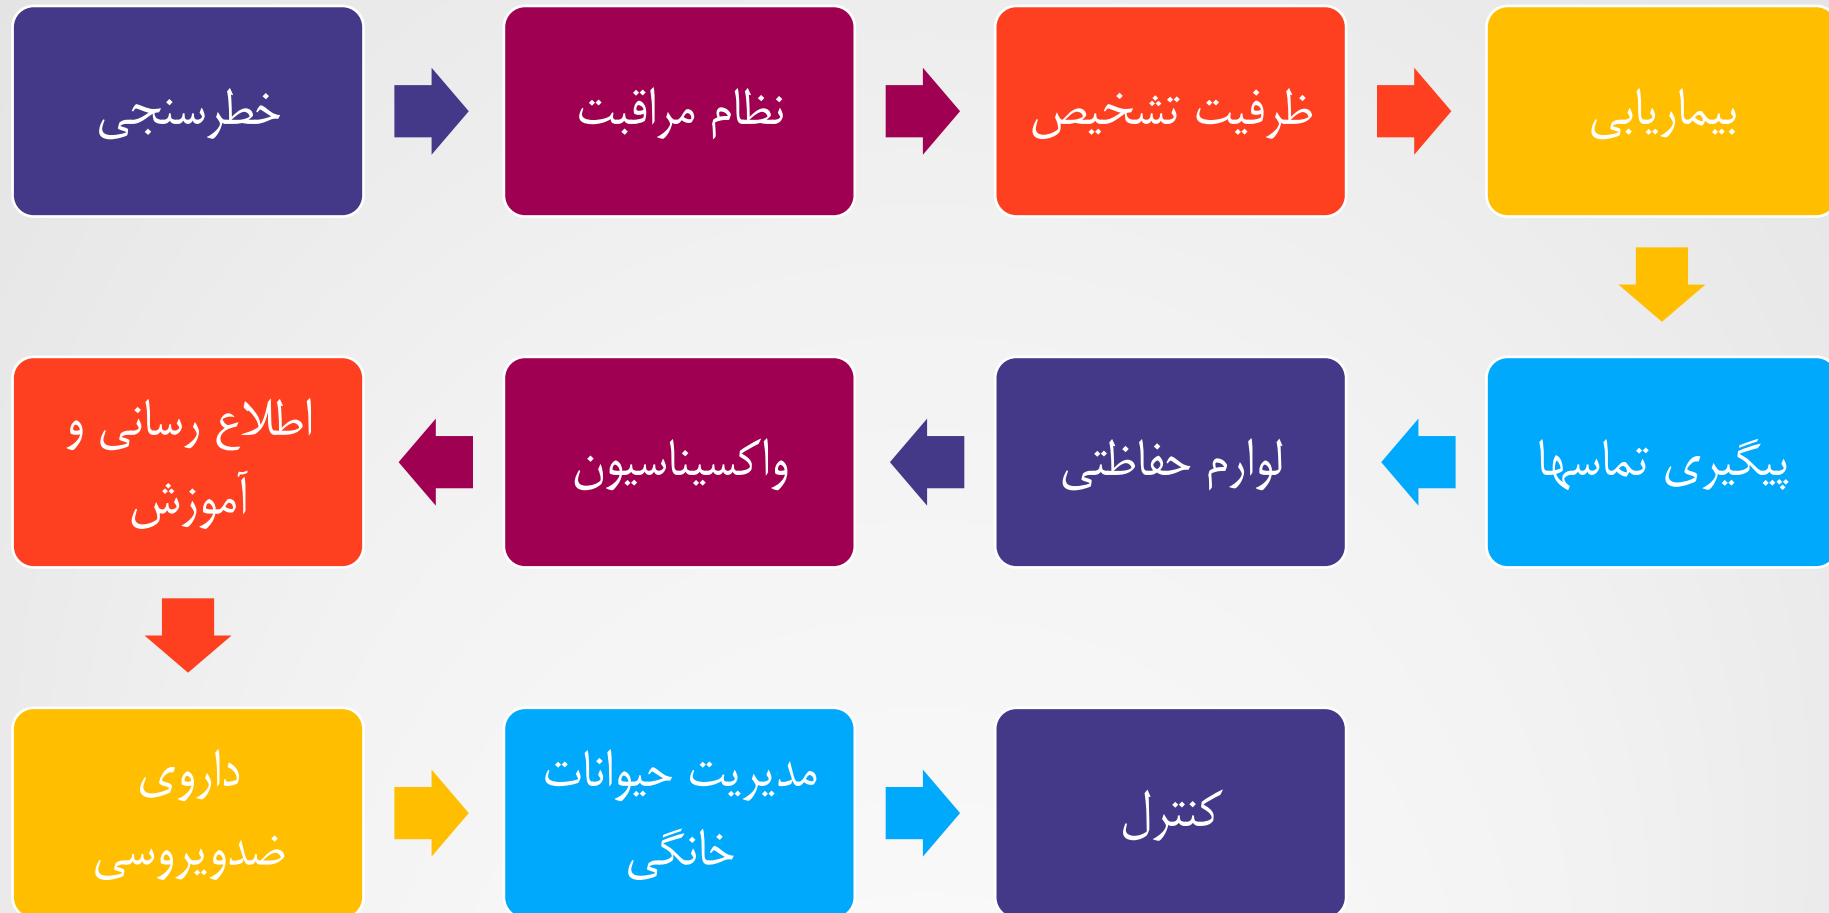 خطرسنجی
نظام مراقبت
ظرفیت تشخیص
بیماریابی
پیگیری تماسها
لوارم حفاظتی
واکسیناسیون
اطلاع رسانی و
آموزش
داروی
ضدویروسی
مدیریت حیوانات
خانگی
کنترل